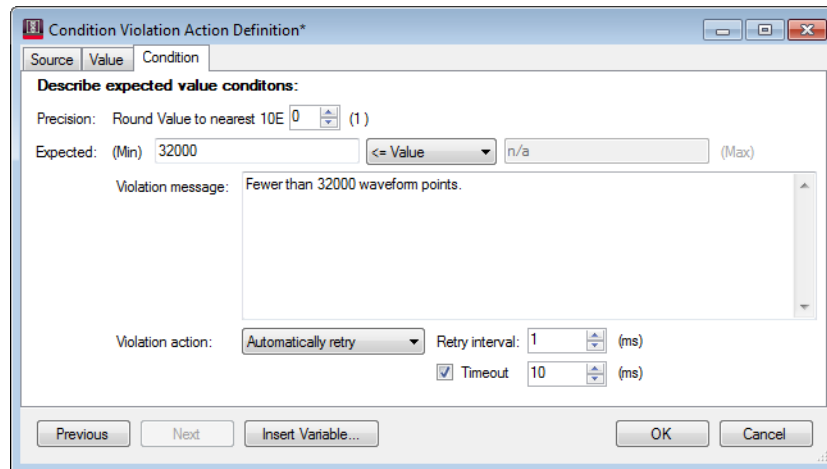 Condition Violation Action Definition*
Source Value Condition
Describe expected value conditons:
Precision: Round Value to nearest 10E 0 (1 )
Expected: (Min) 32000 <= Value n/a (Max)
Violation message: Fewer than 32000 waveform points.
Violation action: Automatically retry Retry interval: 1 (ms)
Timeout 10 (ms)
Previous Next Insert Variable... OK Cancel